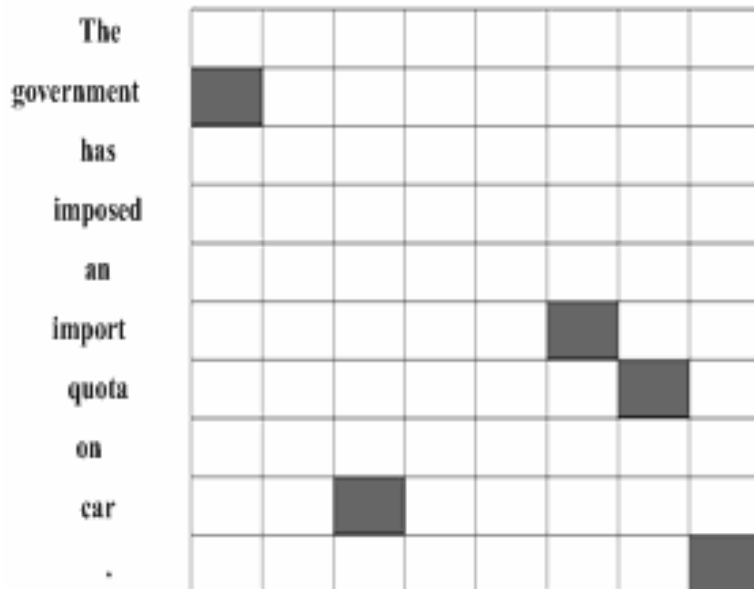 The
government
has
imposed
an
import
quota
on
car
.